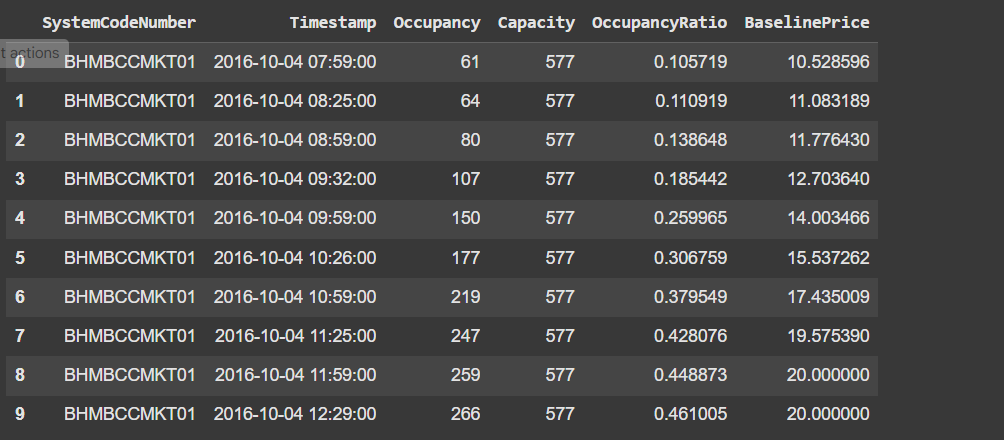 SystemCodeNumber Timestamp Occupancy Capacity OccupancyRatio BaselinePrice
t actions
0 BHMBCCMKT01 2016-10-04 07:59:00 61 577 0.105719 10.528596
1 BHMBCCMKT01 2016-10-04 08:25:00 64 577 0.110919 11.083189
2 BHMBCCMKT01 2016-10-04 08:59:00 80 577 0.138648 11.776430
3 BHMBCCMKT01 2016-10-04 09:32:00 107 577 0.185442 12.703640
4 BHMBCCMKT01 2016-10-04 09:59:00 150 577 0.259965 14.003466
5 BHMBCCMKT01 2016-10-04 10:26:00 177 577 0.306759 15.537262
6 BHMBCCMKT01 2016-10-04 10:59:00 219 577 0.379549 17.435009
7 BHMBCCMKT01 2016-10-04 11:25:00 247 577 0.428076 19.575390
8 BHMBCCMKT01 2016-10-04 11:59:00 259 577 0.448873 20.000000
9 BHMBCCMKT01 2016-10-04 12:29:00 266 577 0.461005 20.000000